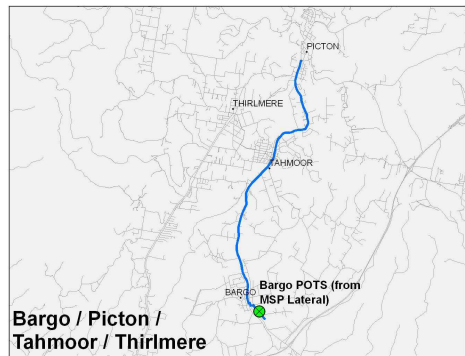 PICTON
THIRLMERE
TAHMOOR
BARGO
Bargo POTS (from
MSP Lateral)
Bargo / Picton /
Tahmoor / Thirlmere